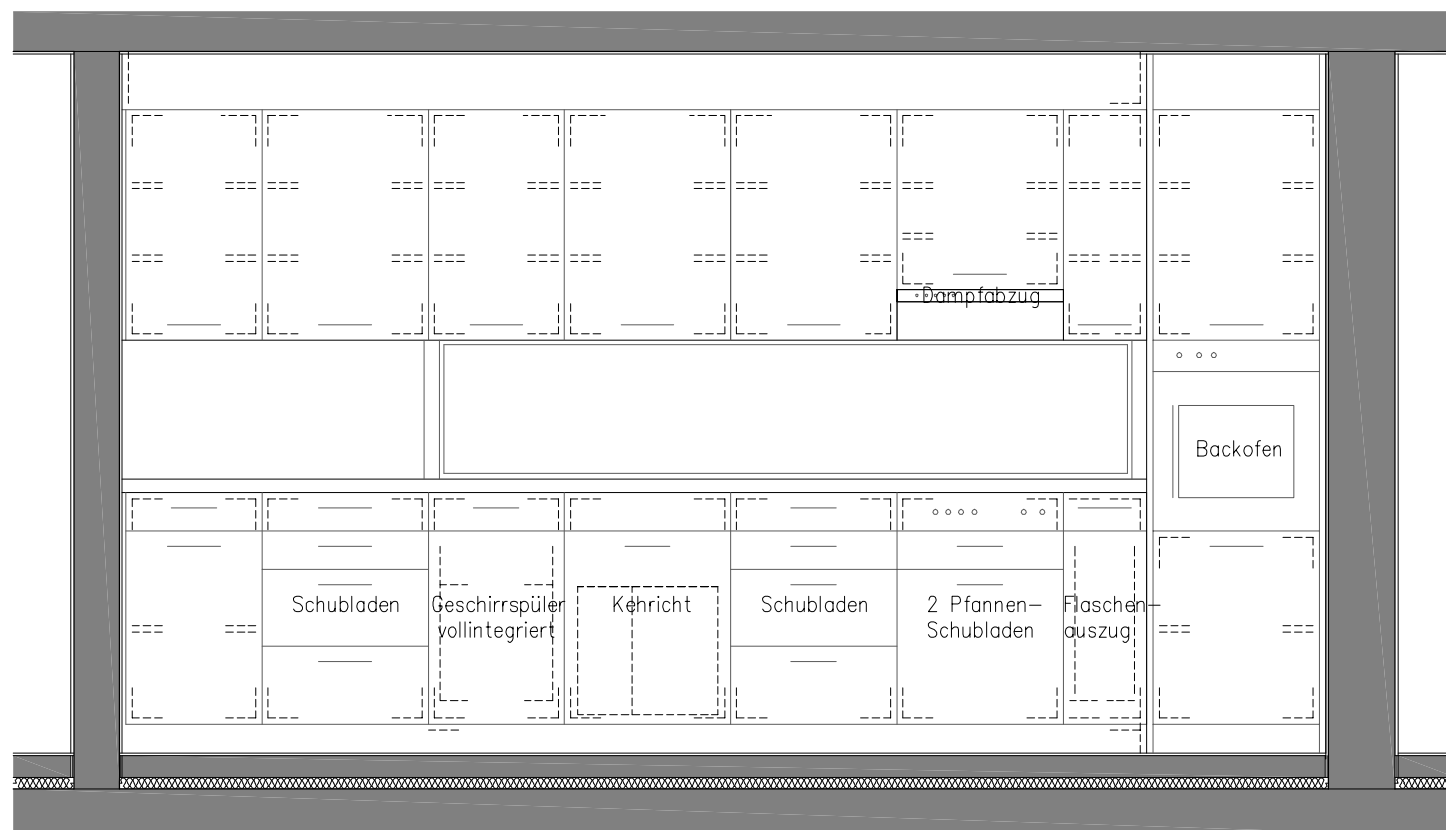 Dampfabzug
Backofen
Schubladen
Geschirrspüler
vollintegriert
Kehricht
Schubladen
2 Pfannen-
Schubladen
Flaschen-
auszug